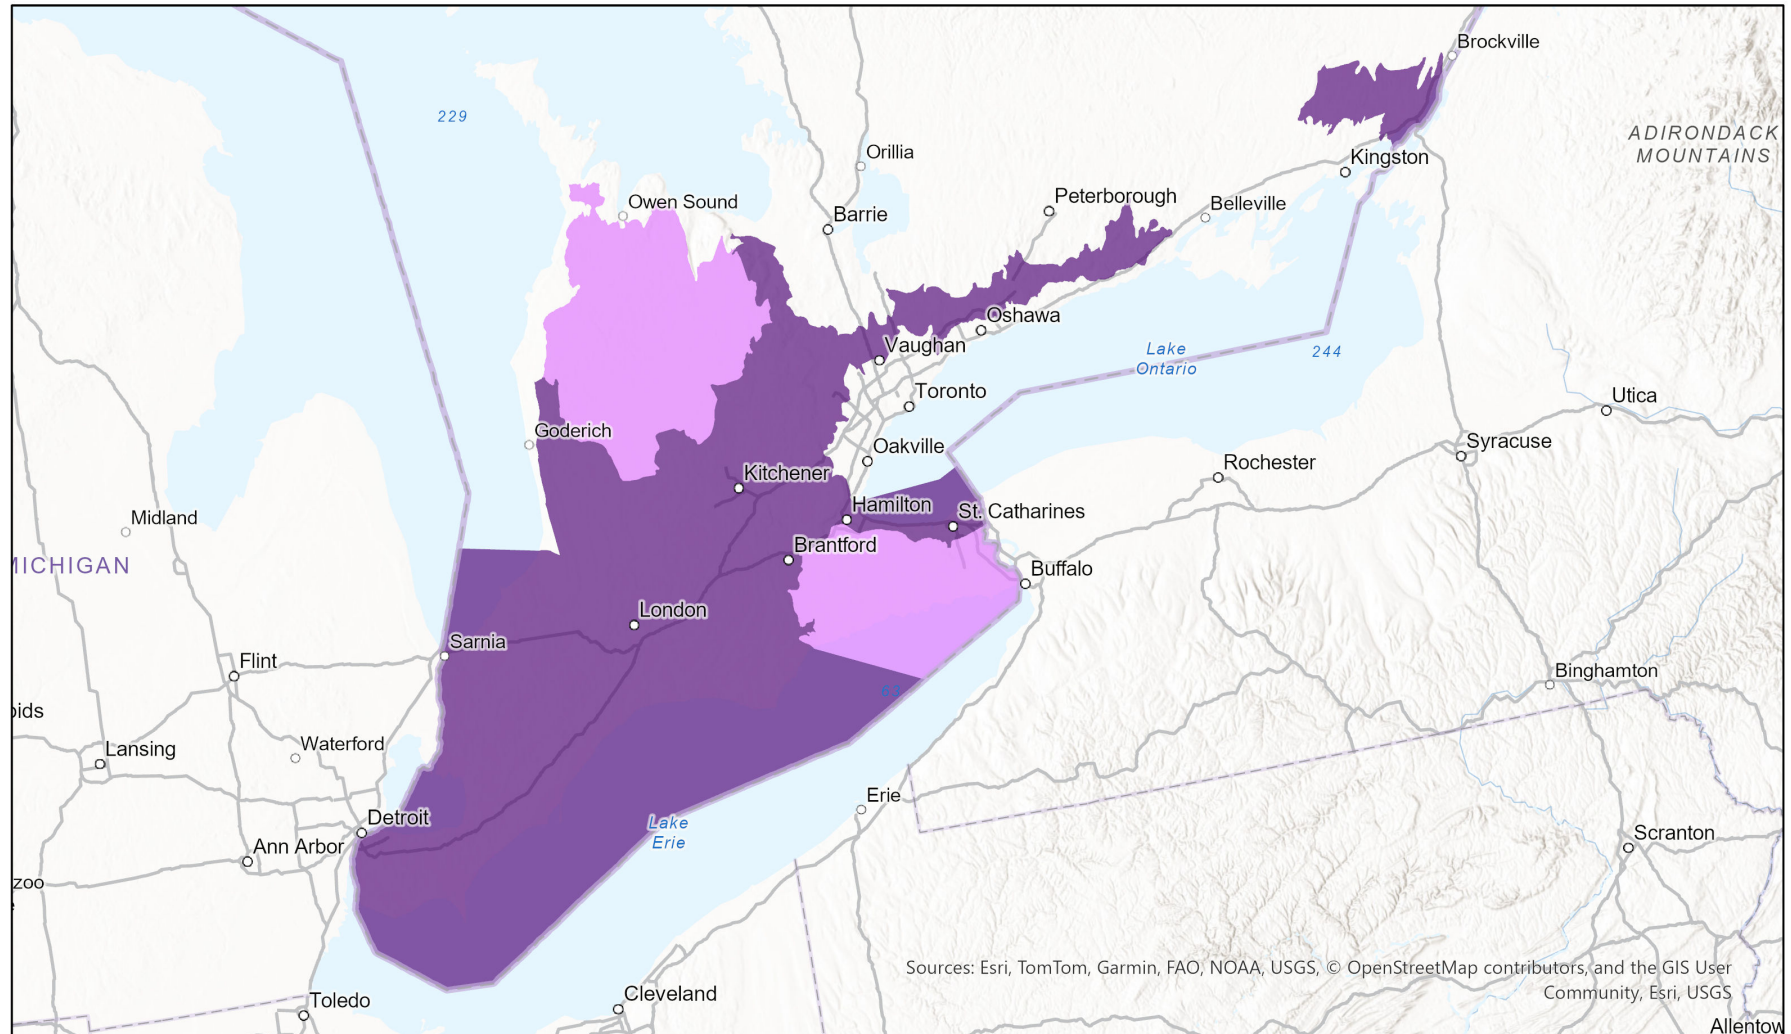 Brockville
229
ADIRONDACK
MOUNTAINS
Orillia
Kingston
Owen Sound
Peterborough
Belleville
Barrie
Oshawa
Vaughan
Lake
Ontario
244
Toronto
Utica
Goderich
Oakville
Syracuse
Kitchener
Rochester
Midland
Hamilton
St. Catharines
Brantford
MICHIGAN
Buffalo
London
Sarnia
Flint
Binghamton
63
Lansing
Waterford
Erie
Detroit
Lake
Erie
Scranton
Ann Arbor
zoo
Sources: Esri, TomTom, Garmin, FAO, NOAA, USGS, © OpenStreetMap contributors, and the GIS User
Community, Esri, USGS
Toledo
Cleveland
Allentow